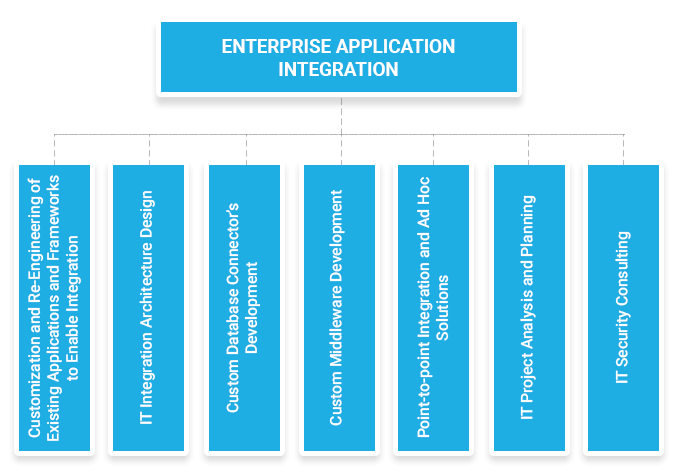 ENTERPRISE APPLICATION
INTEGRATION
Customization and Re-Engineering of
Existing Applications and Frameworks
to Enable Integration
IT Integration Architecture Design
Custom Database Connector's
Development
Custom Middleware Development
Point-to-point Integration and Ad Hoc
Solutions
IT Project Analysis and Planning
IT Security Consulting